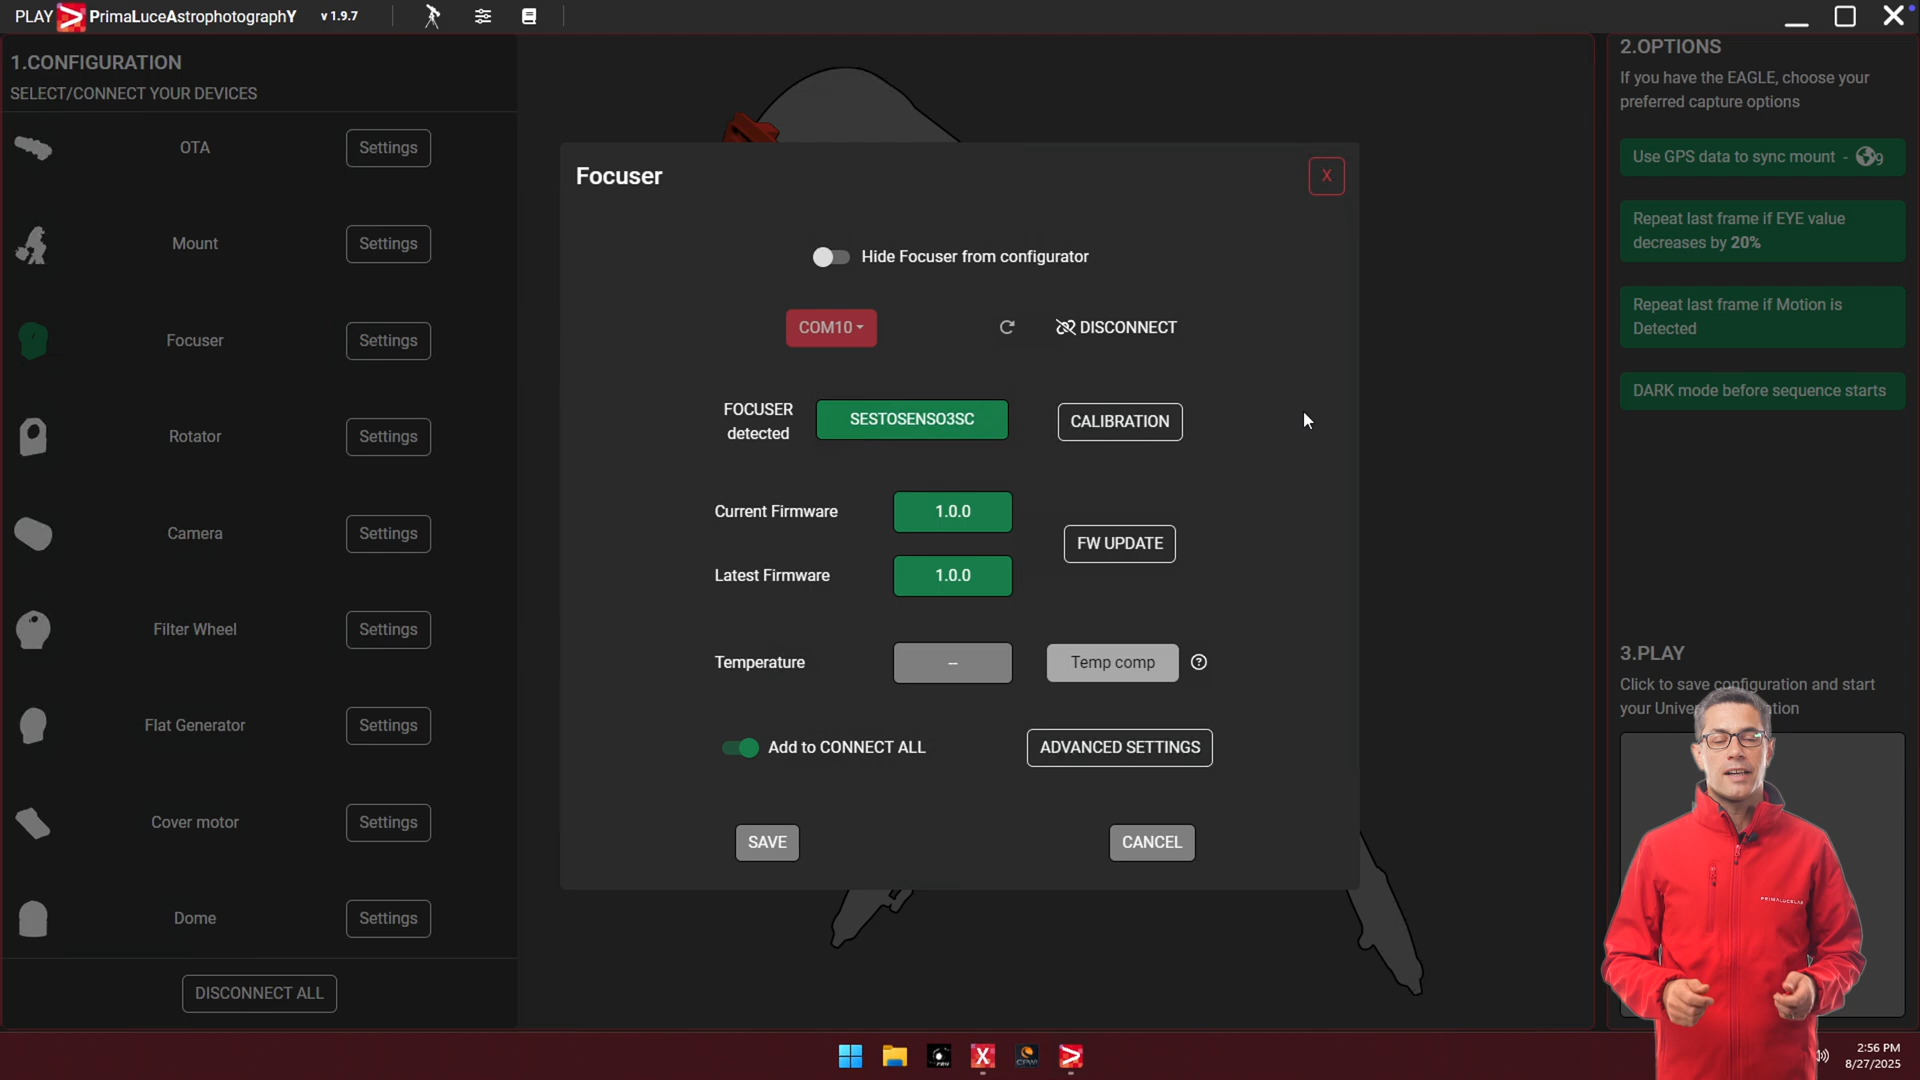 PLAY PrimaLuceAstrophotographY v 1.9.7
1.CONFIGURATION
SELECT/CONNECT YOUR DEVICES
OTA Settings
Mount Settings
Focuser Settings
Rotator Settings
Camera Settings
Filter Wheel Settings
Flat Generator Settings
Cover motor Settings
Dome Settings
DISCONNECT ALL
Focuser X
Hide Focuser from configurator
COM10 DISCONNECT
FOCUSER
detected
SESTOSENSO3SC CALIBRATION
Current Firmware 1.0.0
FW UPDATE
Latest Firmware 1.0.0
Temperature -- Temp comp ?
Add to CONNECT ALL ADVANCED SETTINGS
SAVE CANCEL
2.OPTIONS
If you have the EAGLE, choose your
preferred capture options
Use GPS data to sync mount - 9
Repeat last frame if EYE value
decreases by 20%
Repeat last frame if Motion is
Detected
DARK mode before sequence starts
3.PLAY
Click to save configuration and start
your
PRIMALUCELAB
2:56 PM
8/27/2025